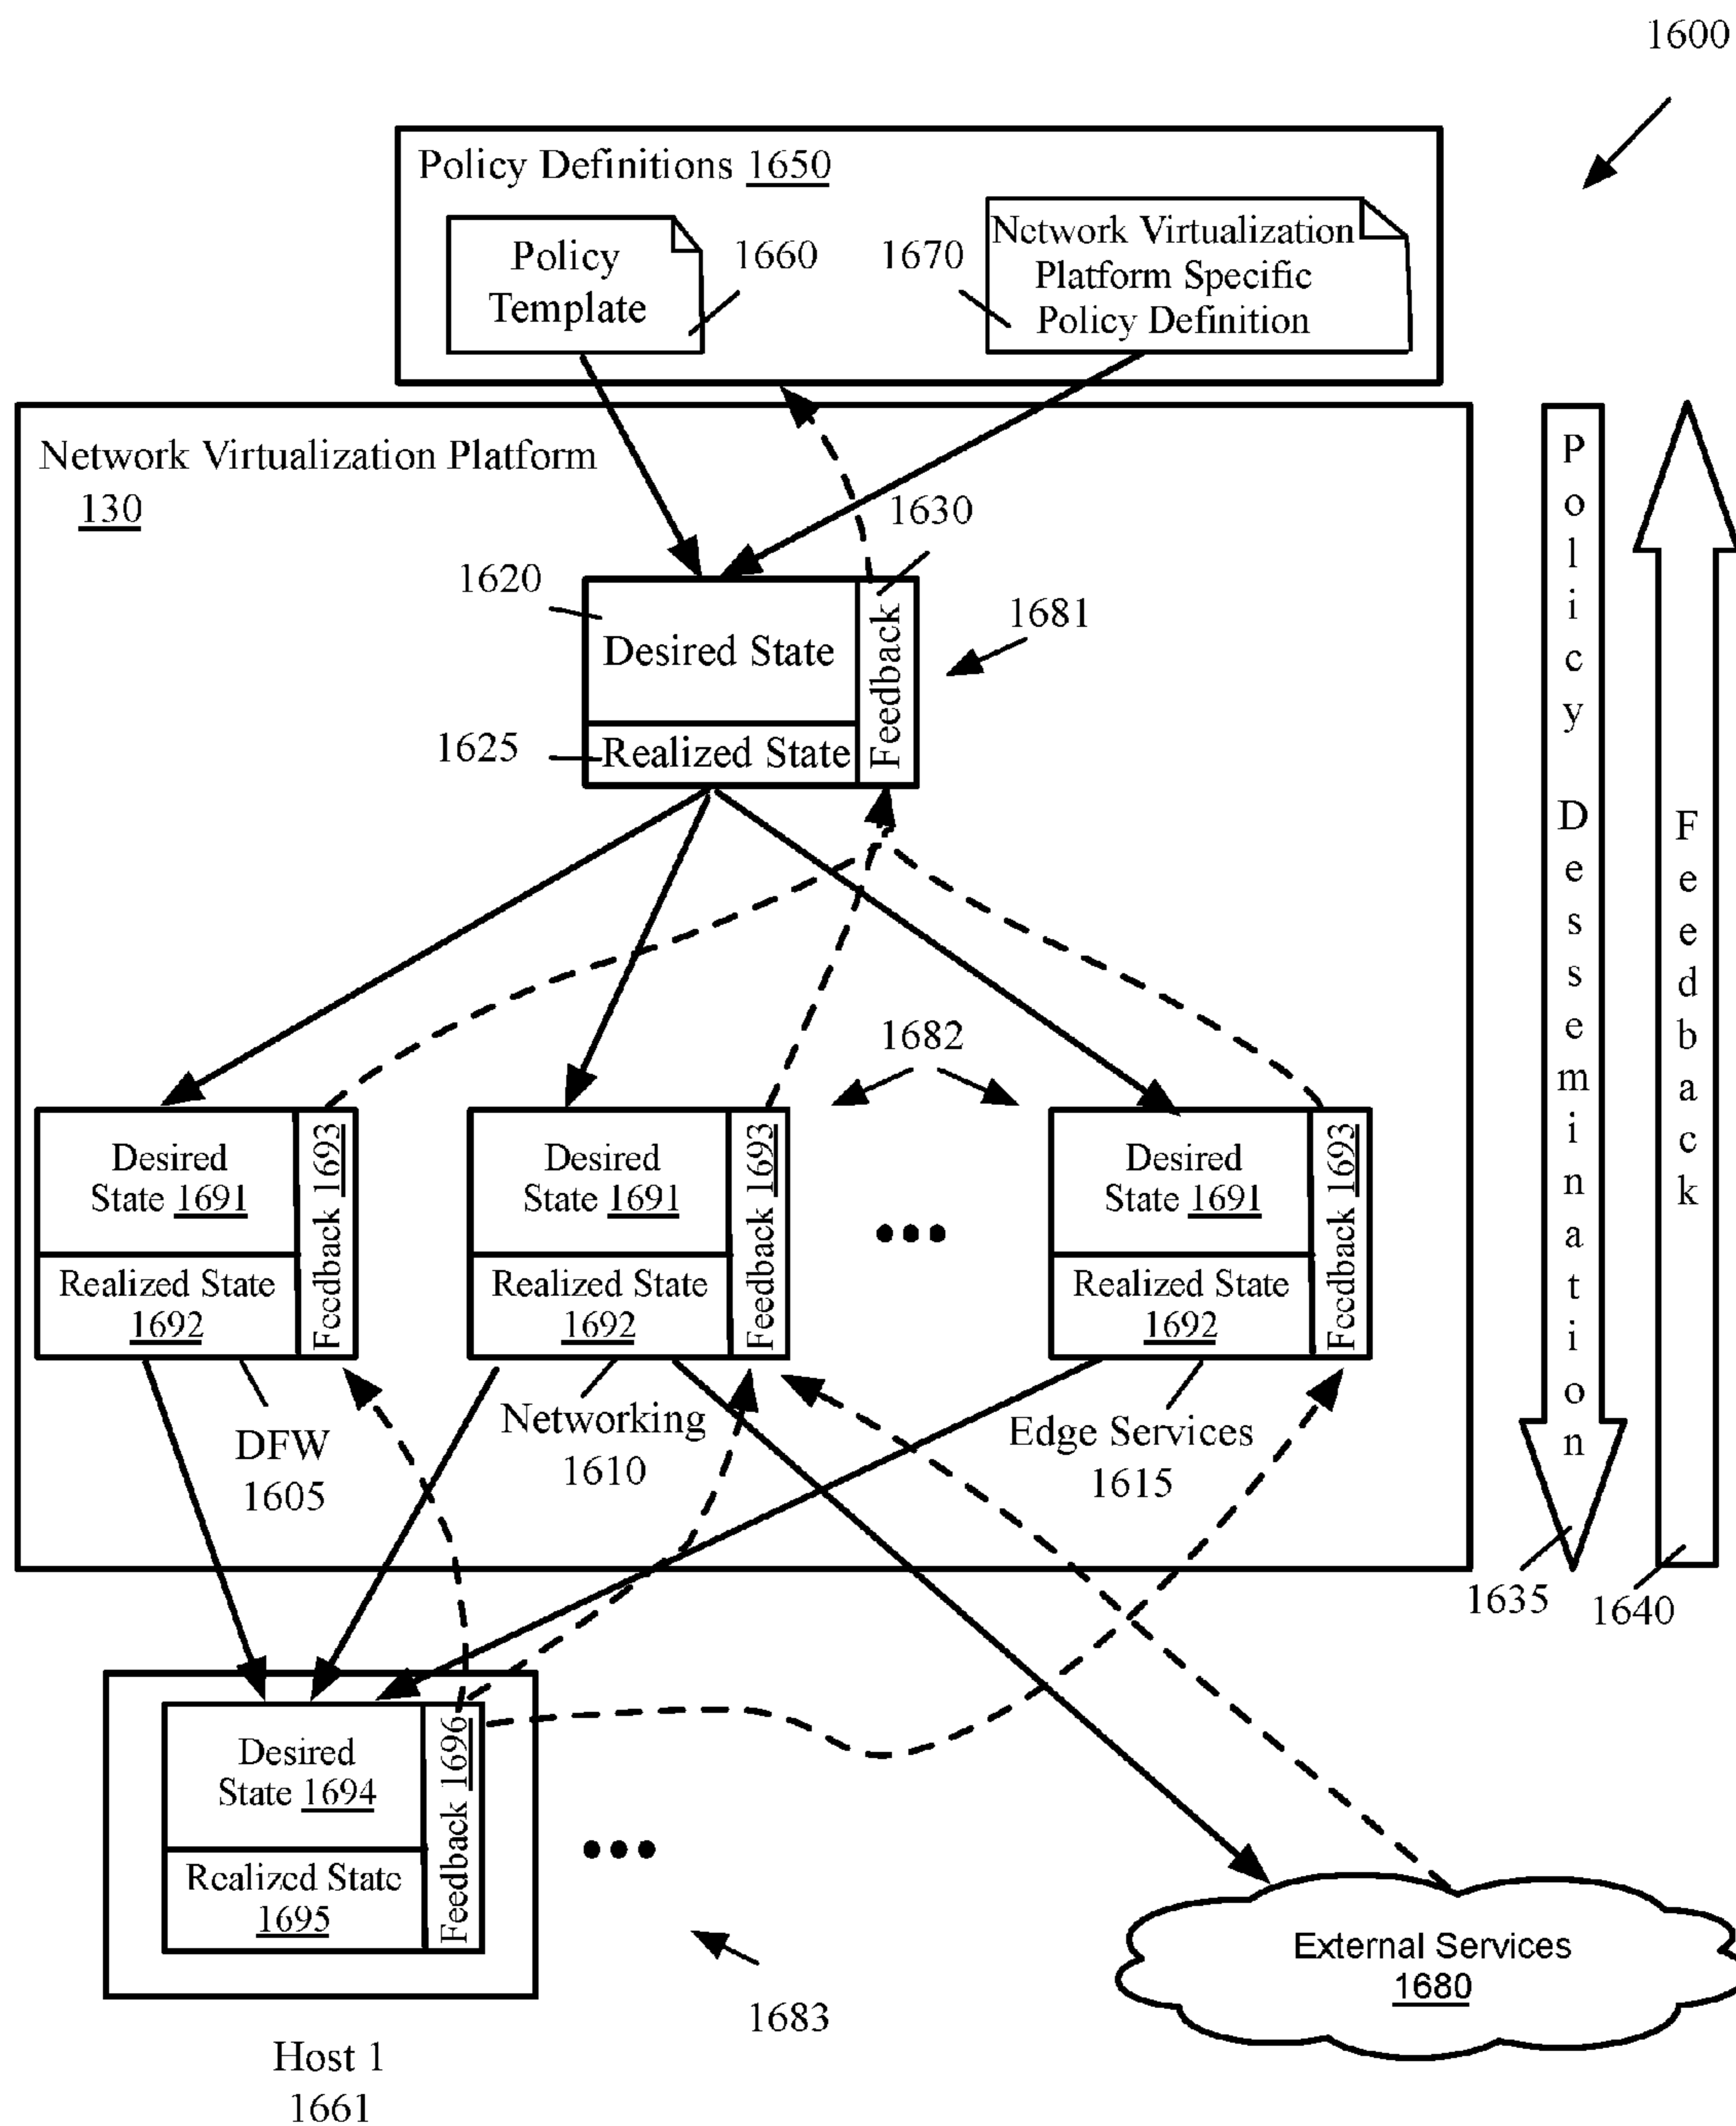 1600
Policy Definitions 1650
Policy
Template
1660
1670
Network Virtualization
Platform Specific
Policy Definition
Network Virtualization Platform
130
1630
1620
Desired State
1625
Realized State
Feedback
1681
Policy Dessemination
Feedback
1682
Desired
State 1691
Realized State
1692
Feedback 1693
Desired
State 1691
Realized State
1692
Feedback 1693
Desired
State 1691
Realized State
1692
Feedback 1693
DFW
1605
Networking
1610
Edge Services
1615
1635
1640
Desired
State 1694
Realized State
1695
Feedback 1696
1683
External Services
1680
Host 1
1661